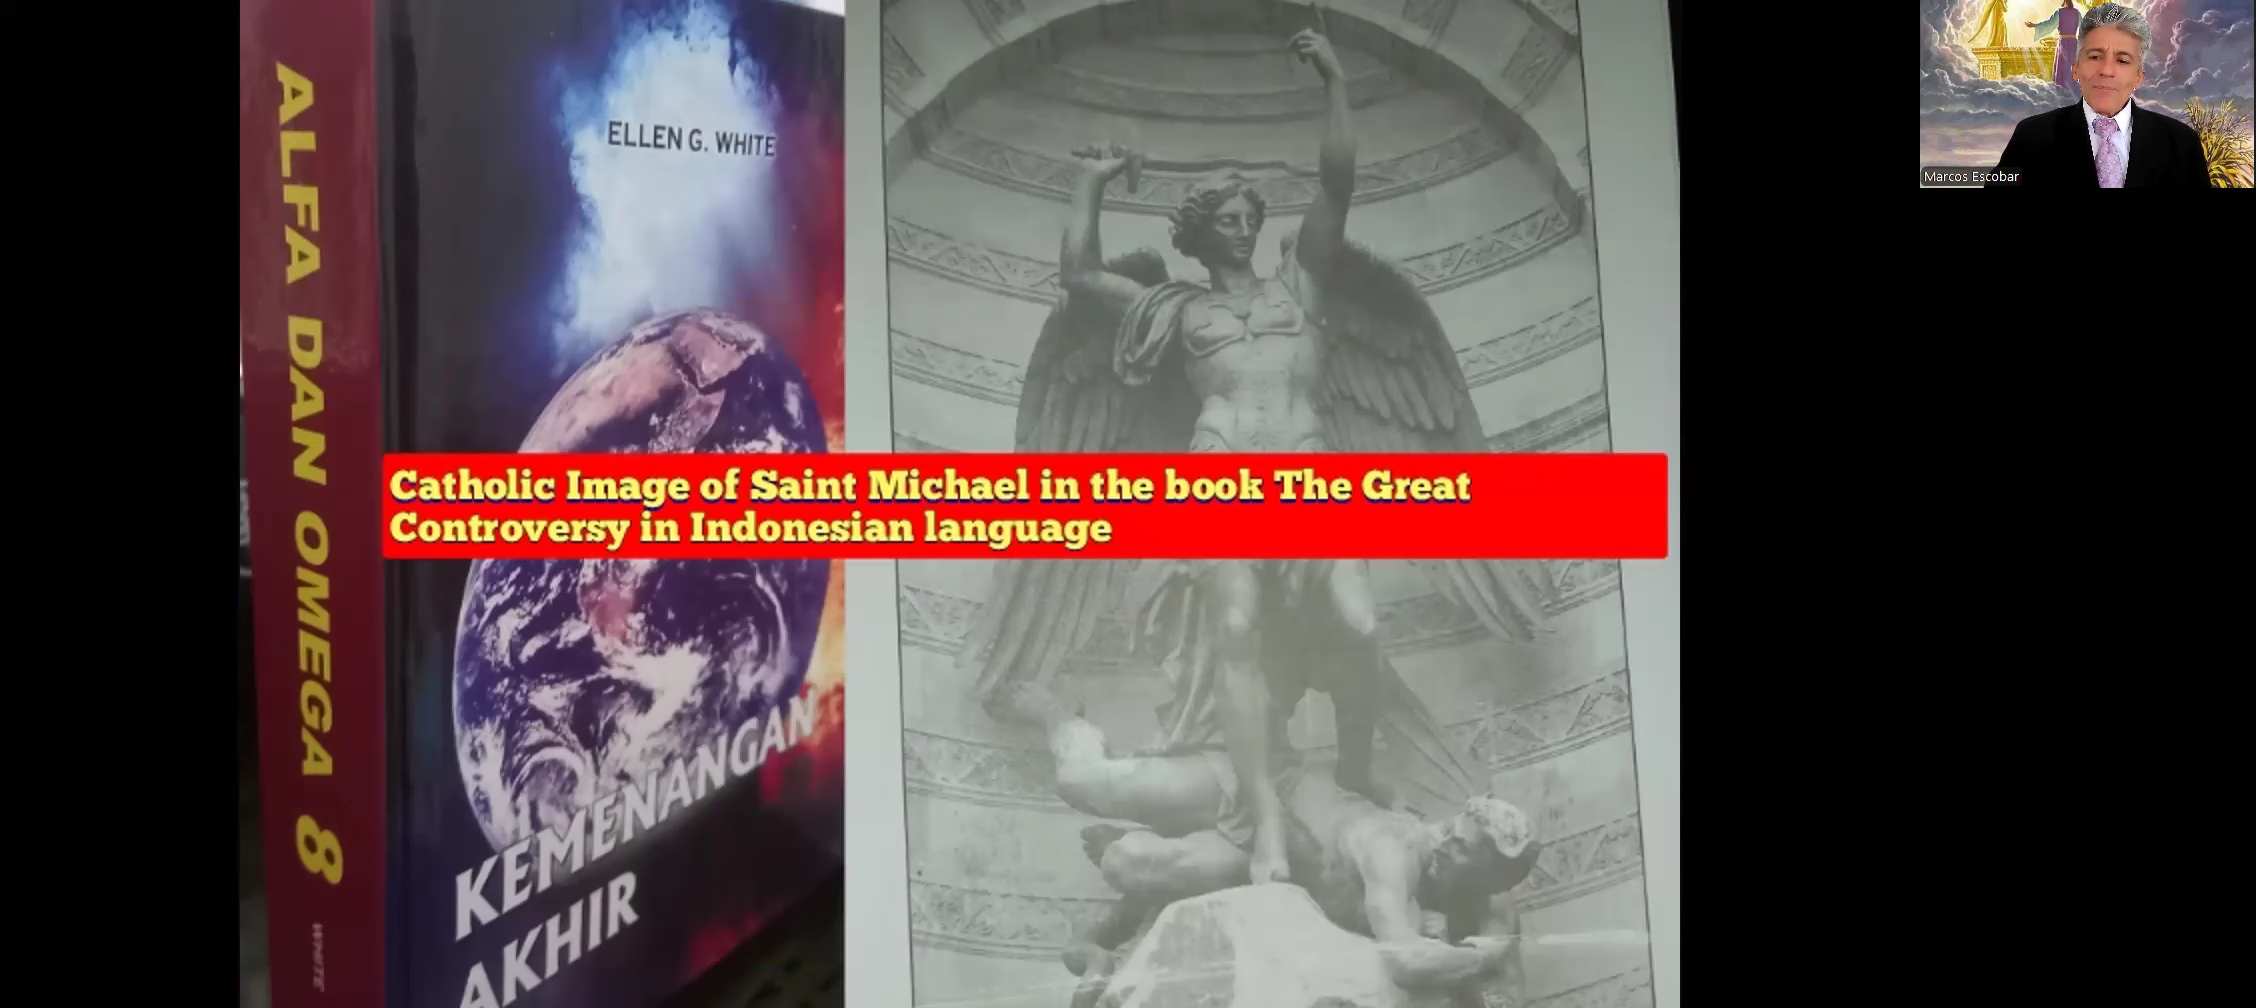 ALFA DAN OMEGA 8
WHITE
ELLEN G. WHITE
KEMENANGAN
AKHIR
Catholic Image of Saint Michael in the book The Great
Controversy in Indonesian language
Marcos Escobar